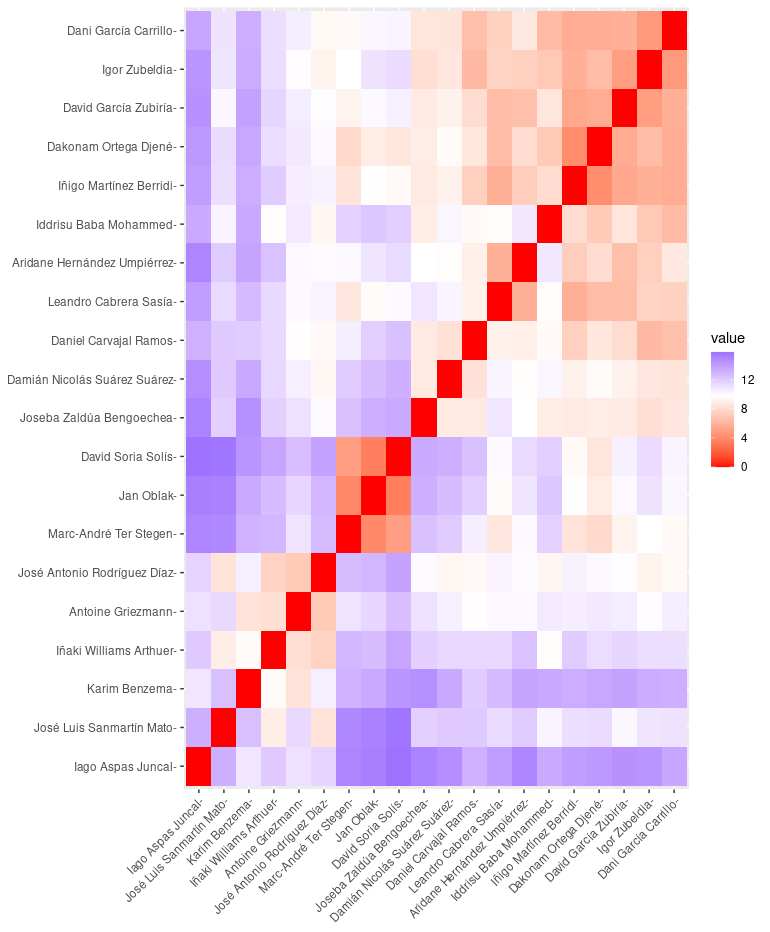 Dani García Carrillo-
Igor Zubeldia-
David García Zubiría-
Dakonam Ortega Djené-
Iñigo Martínez Berridi-
Iddrisu Baba Mohammed-
Aridane Hernández Umpiérrez-
Leandro Cabrera Sasía-
Daniel Carvajal Ramos-
Damián Nicolás Suárez Suárez-
Joseba Zaldúa Bengoechea-
David Soria Solís-
Jan Oblak-
Marc-André Ter Stegen-
José Antonio Rodríguez Díaz-
Antoine Griezmann-
Iñaki Williams Arthuer-
Karim Benzema-
José Luis Sanmartín Mato-
Iago Aspas Juncal-
value
12
8
4
0
Iago Aspas Juncal-
José Luis Sanmartín Mato-
Karim Benzema-
Iñaki Williams Arthuer-
Antoine Griezmann-
José Antonio Rodríguez Díaz-
Marc-André Ter Stegen-
Jan Oblak-
David Soria Solís-
Joseba Zaldúa Bengoechea-
Damián Nicolás Suárez Suárez-
Daniel Carvajal Ramos-
Leandro Cabrera Sasía-
Aridane Hernández Umpiérrez-
Iddrisu Baba Mohammed-
Iñigo Martínez Berridi-
Dakonam Ortega Djené-
David García Zubiría-
Igor Zubeldia-
Dani García Carrillo-